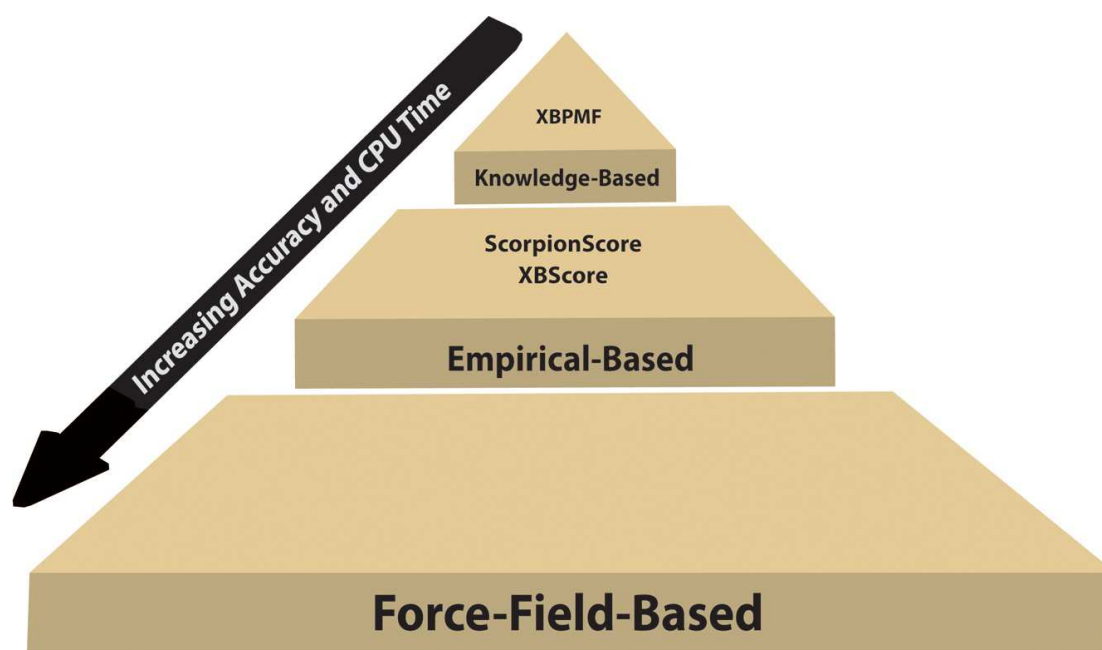 Increasing Accuracy and CPU Time
XBPMF
Knowledge-Based
ScorpionScore
XBScore
Empirical-Based
Force-Field-Based